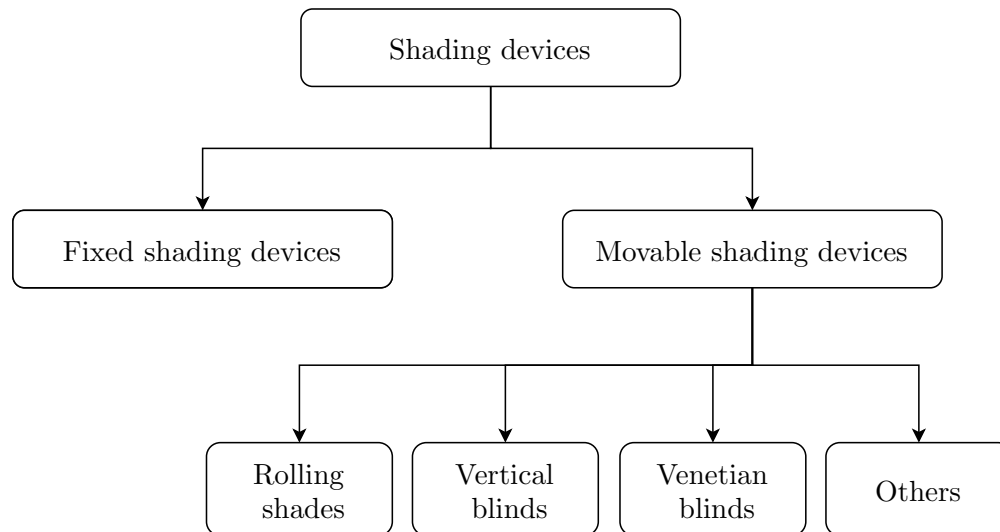 Shading devices
Fixed shading devices
Movable shading devices
Rolling
shades
Vertical
blinds
Venetian
blinds
Others